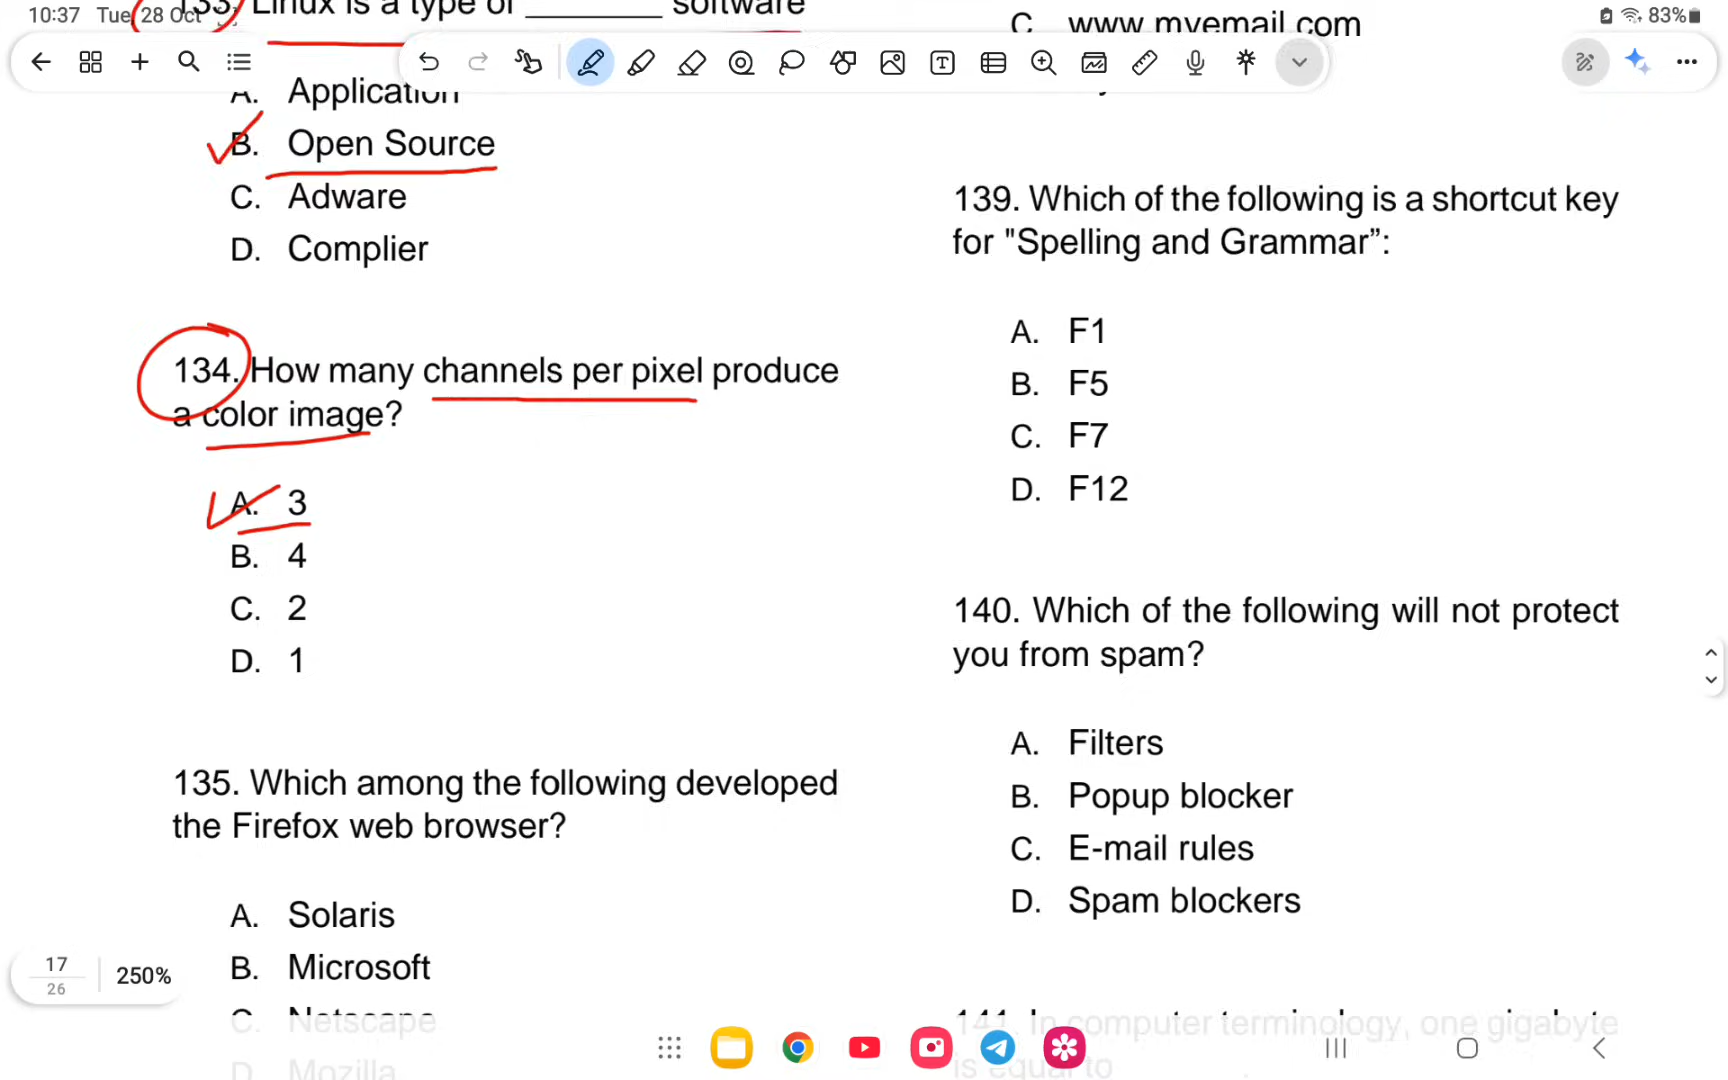 10:37 Tue, 28 Oct
83%
133. Linux is a type of ________ software
A. Application
B. Open Source
C. Adware
D. Complier
134. How many channels per pixel produce
a color image?
A. 3
B. 4
C. 2
D. 1
135. Which among the following developed
the Firefox web browser?
A. Solaris
B. Microsoft
C. Netscape
D. Mozilla
C. www.myemail.com
139. Which of the following is a shortcut key
for "Spelling and Grammar”:
A. F1
B. F5
C. F7
D. F12
140. Which of the following will not protect
you from spam?
A. Filters
B. Popup blocker
C. E-mail rules
D. Spam blockers
141. In computer terminology, one gigabyte
is equal to
17
26
250%